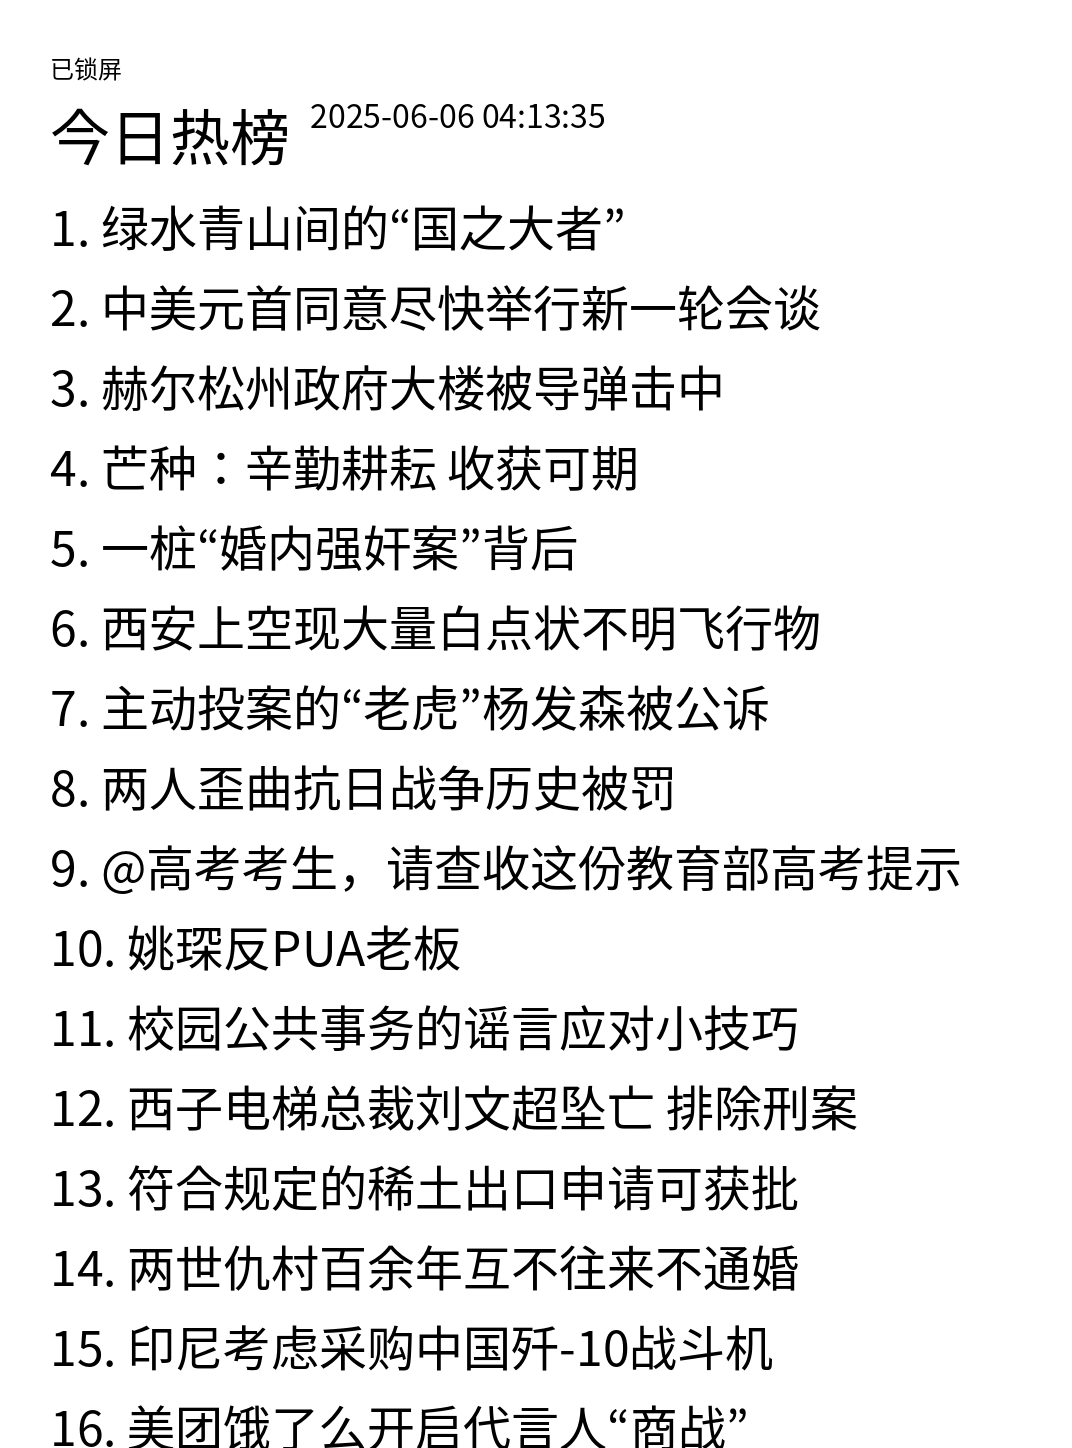 已锁屏
今日热榜 2025-06-06 04:13:35
1. 绿水青山间的“国之大者”
2. 中美元首同意尽快举行新一轮会谈
3. 赫尔松州政府大楼被导弹击中
4. 芒种：辛勤耕耘 收获可期
5. 一桩“婚内强奸案”背后
6. 西安上空现大量白点状不明飞行物
7. 主动投案的“老虎”杨发森被公诉
8. 两人歪曲抗日战争历史被罚
9. @高考考生，请查收这份教育部高考提示
10. 姚琛反PUA老板
11. 校园公共事务的谣言应对小技巧
12. 西子电梯总裁刘文超坠亡 排除刑案
13. 符合规定的稀土出口申请可获批
14. 两世仇村百余年互不往来不通婚
15. 印尼考虑采购中国歼-10战斗机
16. 美团饿了么开启代言人“商战”